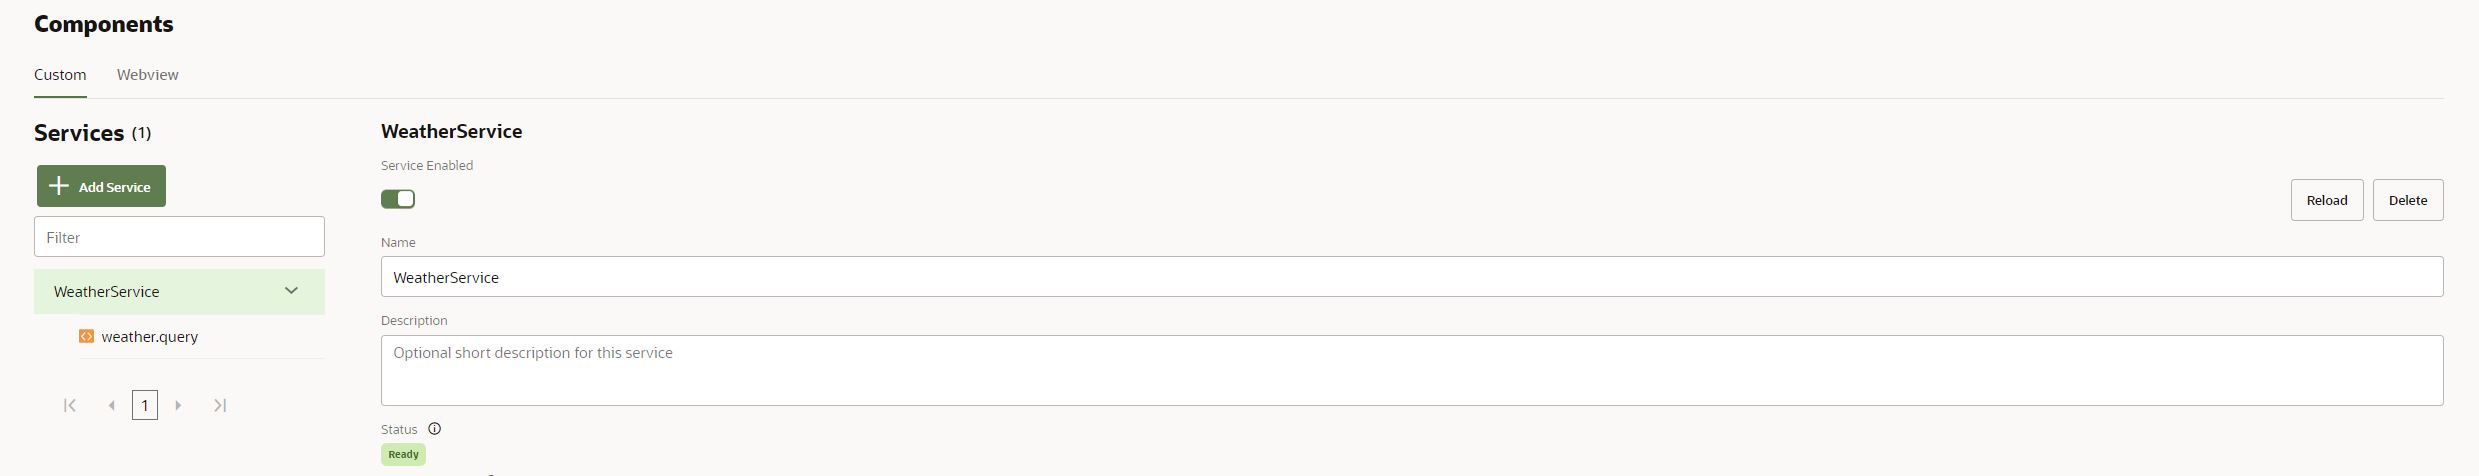 Components
Custom Webview
Services (1)
Add Service
Filter
WeatherService
weather.query
1
WeatherService
Service Enabled
Reload Delete
Name
WeatherService
Description
Optional short description for this service
Status
Ready